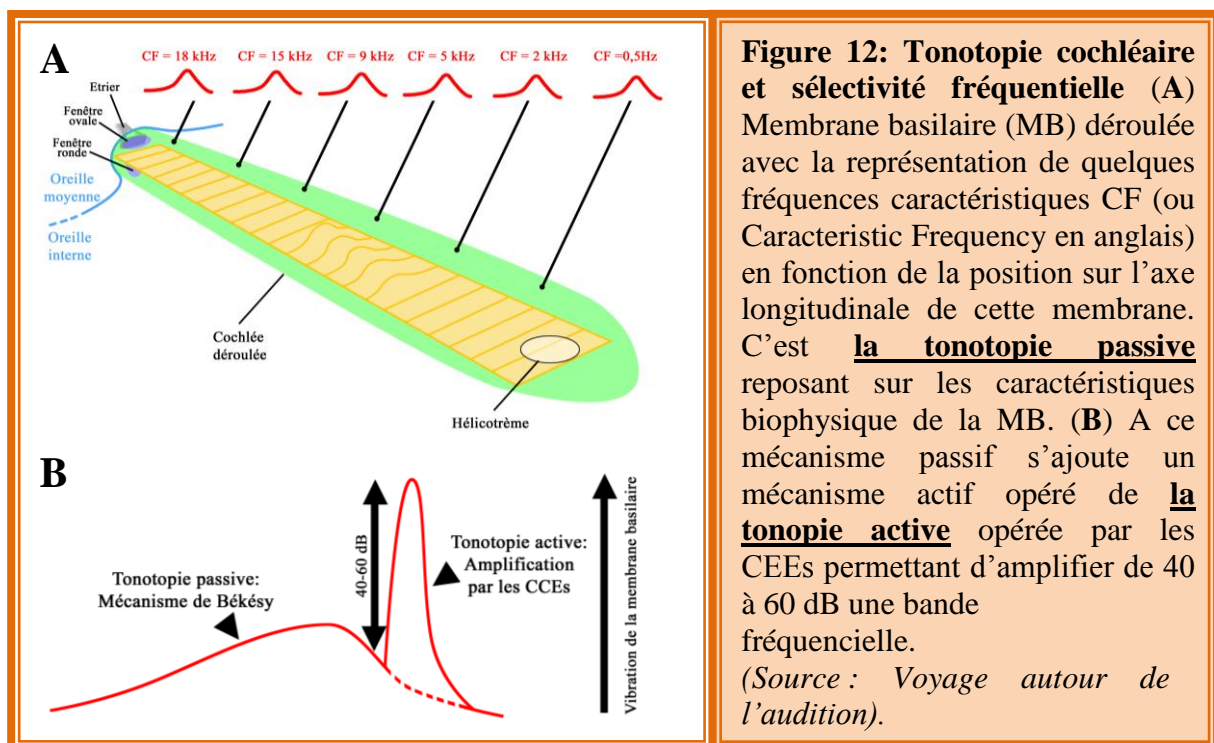 A
CF = 18 kHz CF = 15 kHz CF = 9 kHz CF = 5 kHz CF = 2 kHz CF =0,5Hz
Etrier
Fenêtre
ovale
Fenêtre
ronde
Oreille
moyenne
Oreille
interne
Cochlée
déroulée
Hélicotrème
B
Tonotopie passive:
Mécanisme de Békésy
40-60 dB
Tonotopie active:
Amplification
par les CCEs
Vibration de la membrane basilaire
Figure 12: Tonotopie cochléaire
et sélectivité fréquentielle (A)
Membrane basilaire (MB) déroulée
avec la représentation de quelques
fréquences caractéristiques CF (ou
Caracteristic Frequency en anglais)
en fonction de la position sur l’axe
longitudinale de cette membrane.
C’est la tonotopie passive
reposant sur les caractéristiques
biophysique de la MB. (B) A ce
mécanisme passif s’ajoute un
mécanisme actif opéré de la
tonopie active opérée par les
CEEs permettant d’amplifier de 40
à 60 dB une bande
fréquencielle.
(Source : Voyage autour de
l’audition).